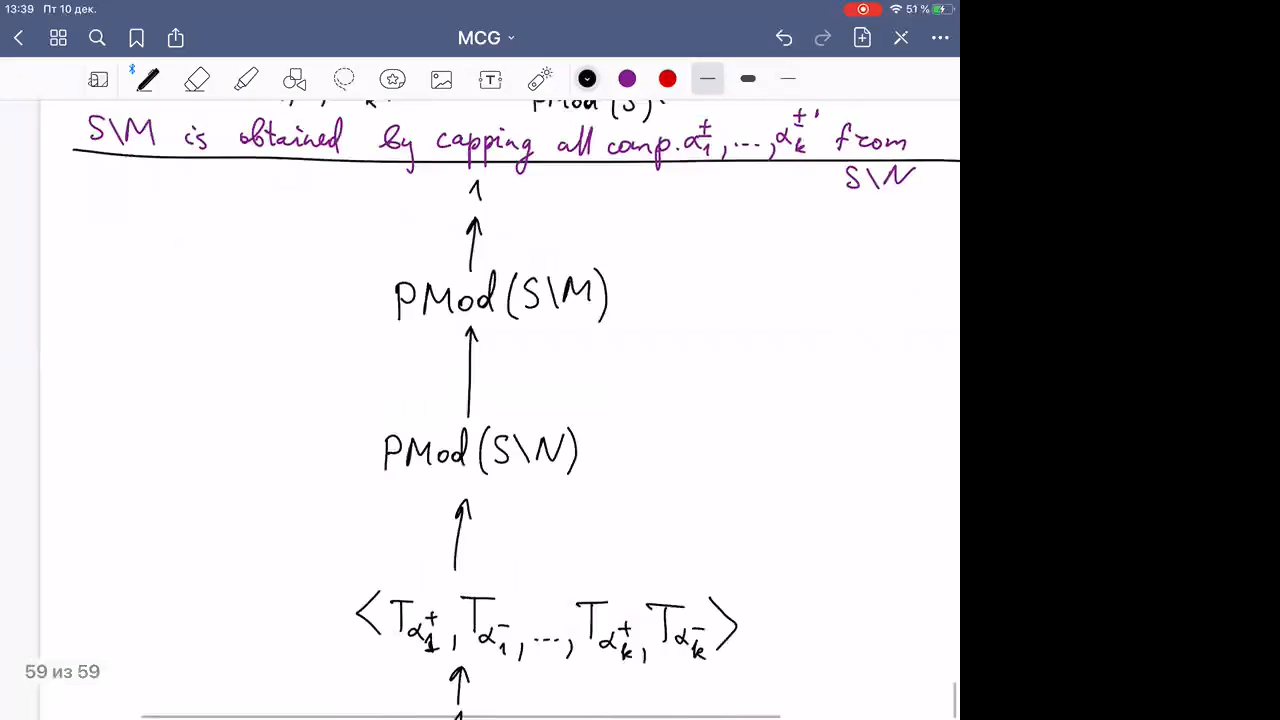 13:39 Пт 10 дек. 51 %
MCG
T
k. PMod(S).
S\M is obtained by capping all comp. α₁^±, ..., α_k^± from
S\N
1
PMod(S\M)
PMod(S\N)
<T_{α₁^+}, T_{α₁^-}, ..., T_{α_k^+}, T_{α_k^-}>
59 из 59